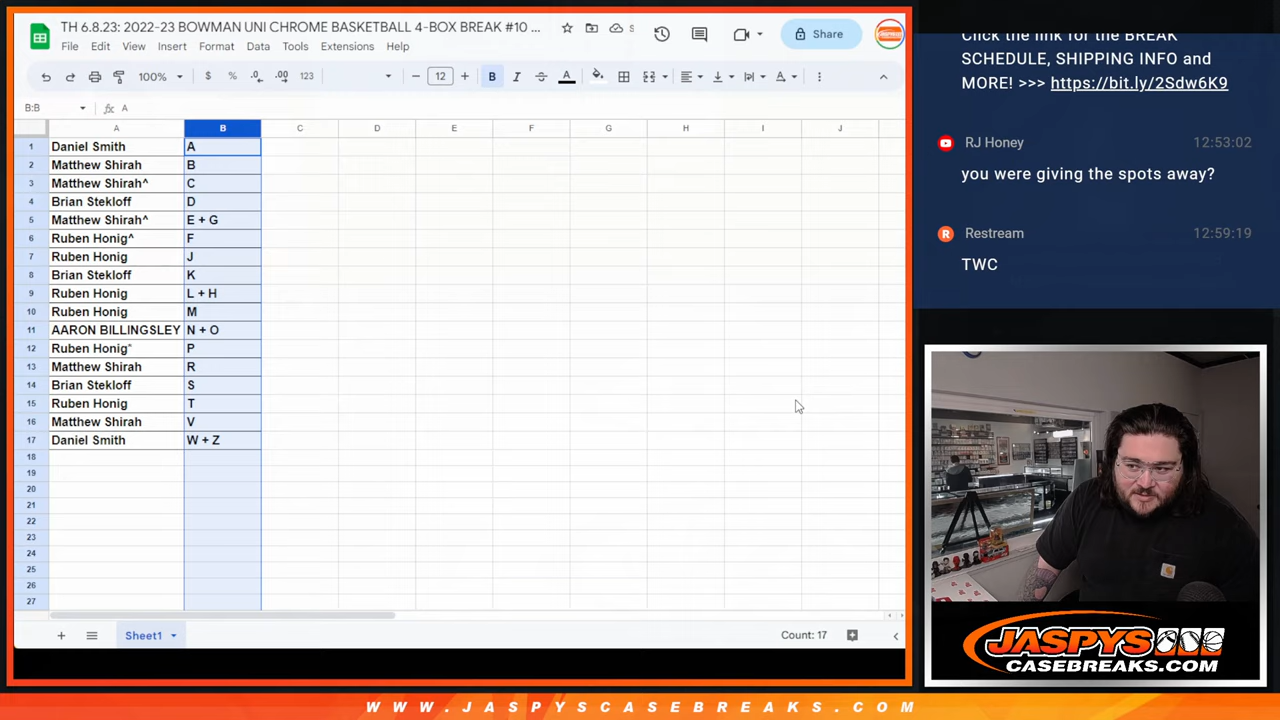 TH 6.8.23: 2022-23 BOWMAN UNI CHROME BASKETBALL 4-BOX BREAK #10 ...
File Edit View Insert Format Data Tools Extensions Help
Share
100% $ % .0 .00 123 12 B I A
B:B fx A
A B C D E F G H I J
1 Daniel Smith A
2 Matthew Shirah B
3 Matthew Shirah^ C
4 Brian Stekloff D
5 Matthew Shirah^ E + G
6 Ruben Honig^ F
7 Ruben Honig J
8 Brian Stekloff K
9 Ruben Honig L + H
10 Ruben Honig M
11 AARON BILLINGSLEY N + O
12 Ruben Honig" P
13 Matthew Shirah R
14 Brian Stekloff S
15 Ruben Honig T
16 Matthew Shirah V
17 Daniel Smith W + Z
18
19
20
21
22
23
24
25
26
27
Sheet1
Count: 17
Click the link for the BREAK
SCHEDULE, SHIPPING INFO and
MORE! >>> https://bit.ly/2Sdw6K9
RJ Honey 12:53:02
you were giving the spots away?
Restream 12:59:19
TWC
JASPYS
CASEBREAKS.COM
WWW.JASPYSCASEBREAKS.COM